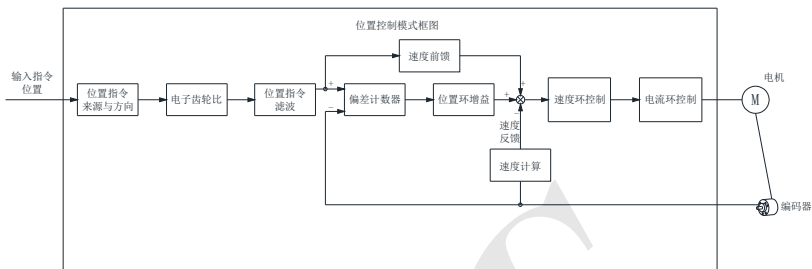 位置控制模式框图
输入指令
位置
位置指令
来源与方向
电子齿轮比
位置指令
滤波
速度前馈
+
−
偏差计数器
位置环增益
+
+
−
速度
反馈
速度计算
速度环控制
电流环控制
电机
M
编码器